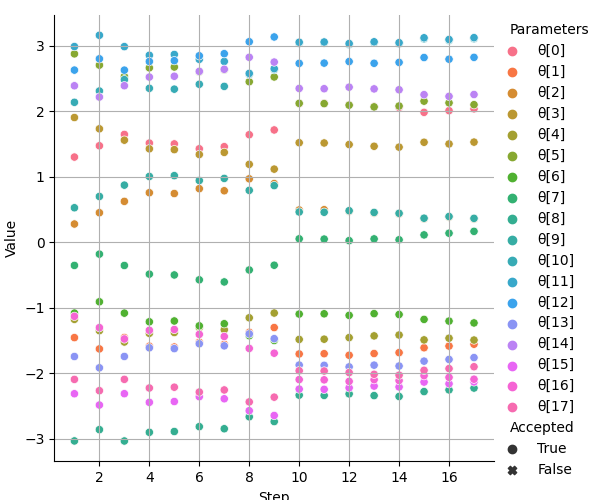 Value
3
2
1
0
−1
−2
−3
2
4
6
8
10
12
14
16
Step
Parameters
θ[0]
θ[1]
θ[2]
θ[3]
θ[4]
θ[5]
θ[6]
θ[7]
θ[8]
θ[9]
θ[10]
θ[11]
θ[12]
θ[13]
θ[14]
θ[15]
θ[16]
θ[17]
Accepted
True
False